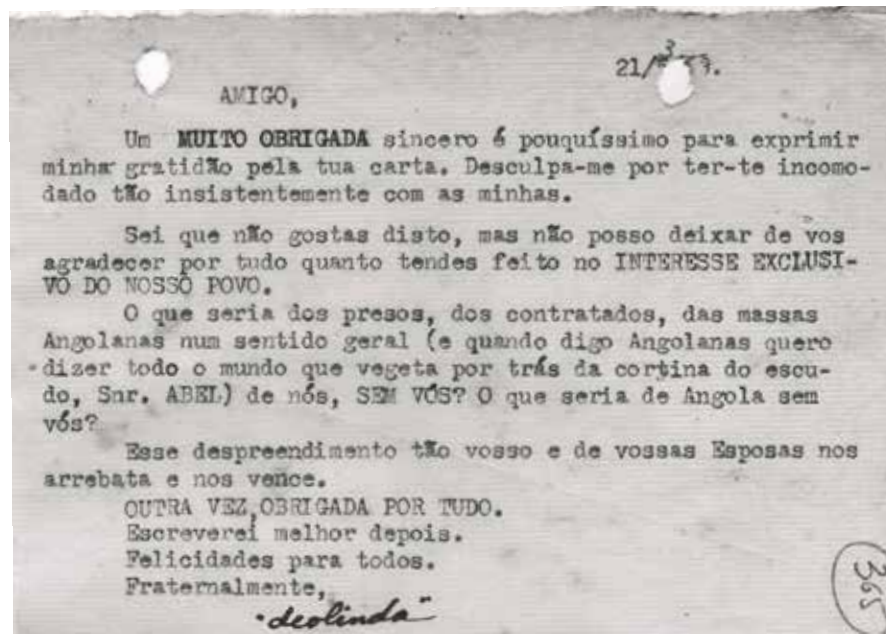 21/3
AMIGO,
Um MUITO OBRIGADA sincero é pouquíssimo para exprimir
minha gratidão pela tua carta. Desculpa-me por ter-te incomo-
dado tão insistentemente com as minhas.
Sei que não gostas disto, mas não posso deixar de vos
agradecer por tudo quanto tendes feito no INTERESSE EXCLUSI-
VO DO NOSSO POVO.
O que seria dos presos, dos contratados, das massas
Angolanas num sentido geral (e quando digo Angolanas quero
dizer todo o mundo que vegeta por trás da cortina do escu-
do, Snr. ABEL) de nós, SEM VÓS? O que seria de Angola sem
vós?
Esse despreendimento tão vosso e de vossas Esposas nos
arrebata e nos vence.
OUTRA VEZ,OBRIGADA POR TUDO.
Escreverei melhor depois.
Felicidades para todos.
Fraternalmente,
"deolinda"
365